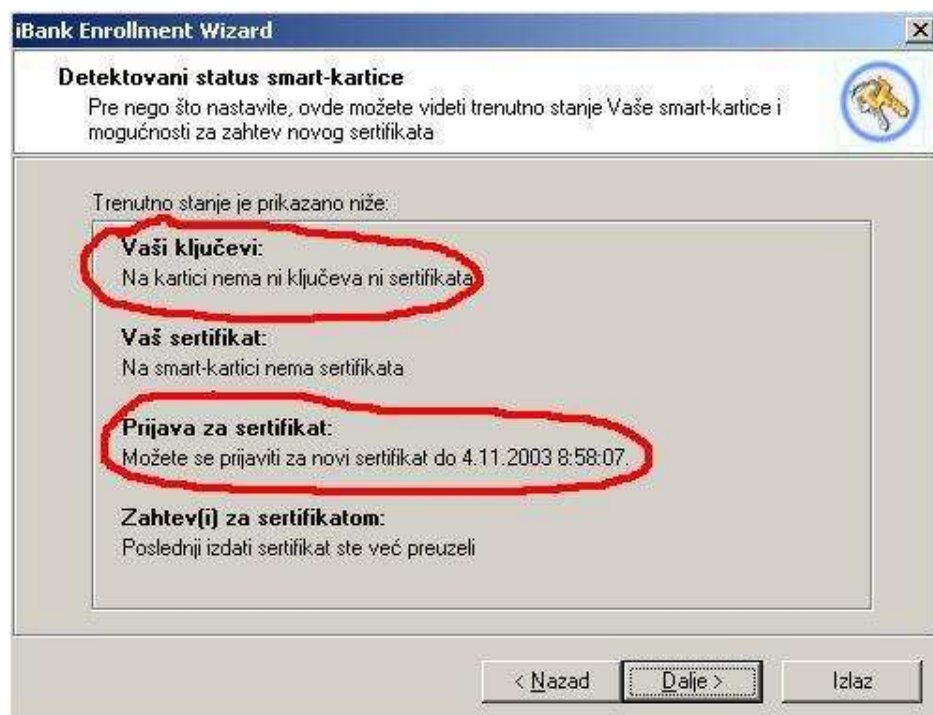 iBank Enrollment Wizard
Detektovani status smart-kartice
Pre nego što nastavite, ovde možete videti trenutno stanje Vaše smart-kartice i
mogućnosti za zahtev novog sertifikata
Trenutno stanje je prikazano niže:
Vaši ključevi:
Na kartici nema ni ključeva ni sertifikata
Vaš sertifikat:
Na smart-kartici nema sertifikata
Prijava za sertifikat:
Možete se prijaviti za novi sertifikat do 4.11.2003 8:58:07.
Zahtev(i) za sertifikatom:
Poslednji izdati sertifikat ste već preuzeli
< Nazad Dalje > Izlaz